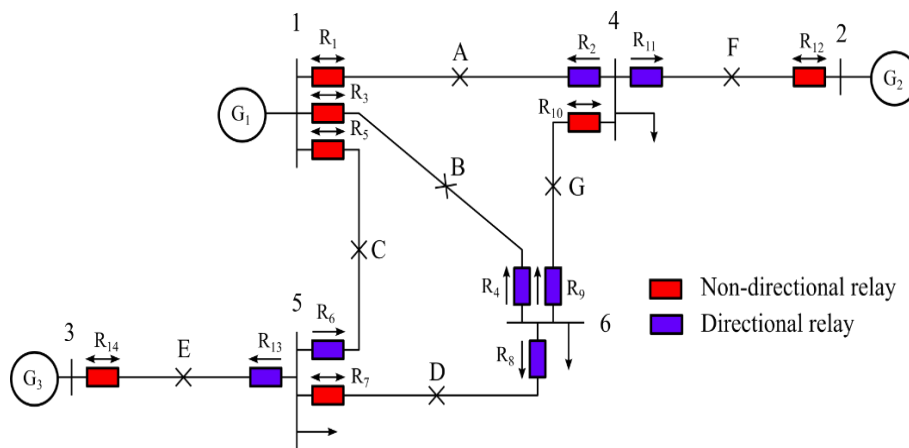 1
4
2
R1
A
R2
R11
F
R12
G2
R3
G1
R10
R5
B
G
C
R4
R9
Non-directional relay
5
6
Directional relay
3
R6
R14
E
R13
R8
R7
D
G3